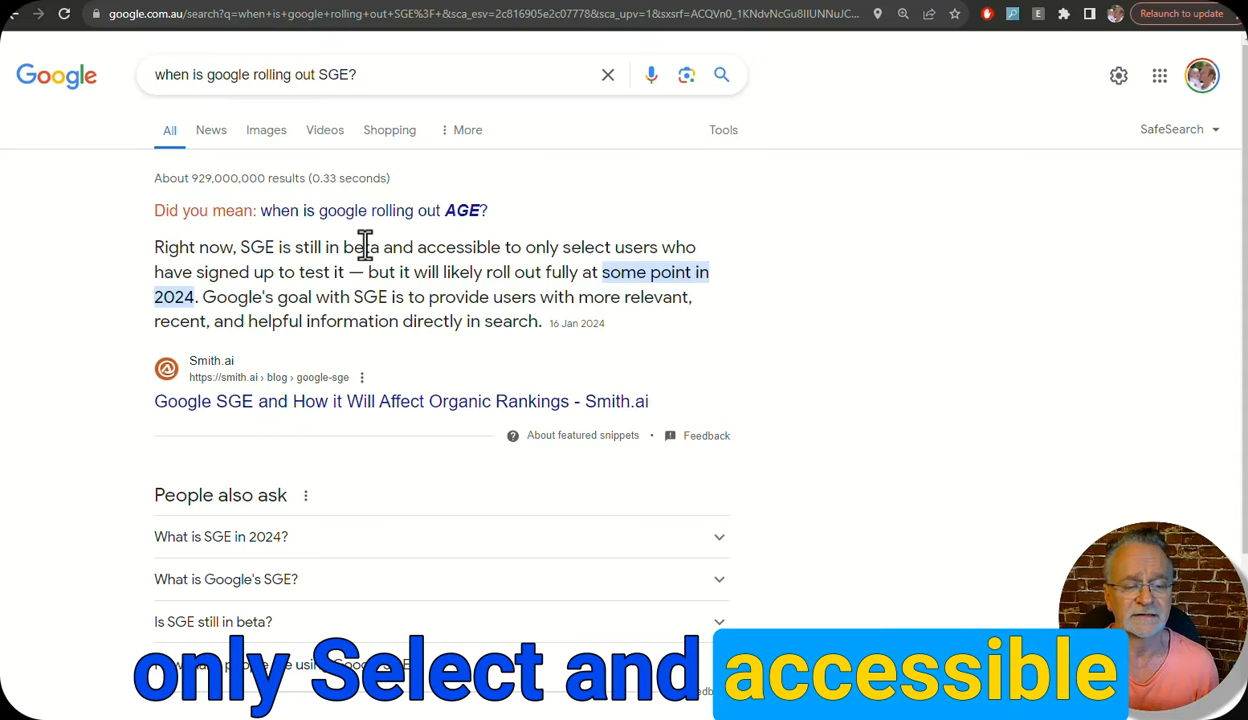 google.com.au/search?q=when+is+google+rolling+out+SGE%3F+&sca_esv=2c816905e2c07778&sca_upv=1&sxsrf=ACQVn0_1KNdvNcGu8IIUNNuJC...
Relaunch to update
Google
when is google rolling out SGE?
All News Images Videos Shopping More Tools
SafeSearch
About 929,000,000 results (0.33 seconds)
Did you mean: when is google rolling out AGE?
Right now, SGE is still in beta and accessible to only select users who
have signed up to test it — but it will likely roll out fully at some point in
2024. Google's goal with SGE is to provide users with more relevant,
recent, and helpful information directly in search. 16 Jan 2024
Smith.ai
https://smith.ai › blog › google-sge
Google SGE and How it Will Affect Organic Rankings - Smith.ai
About featured snippets • Feedback
People also ask
What is SGE in 2024?
What is Google's SGE?
Is SGE still in beta?
only Select and accessible